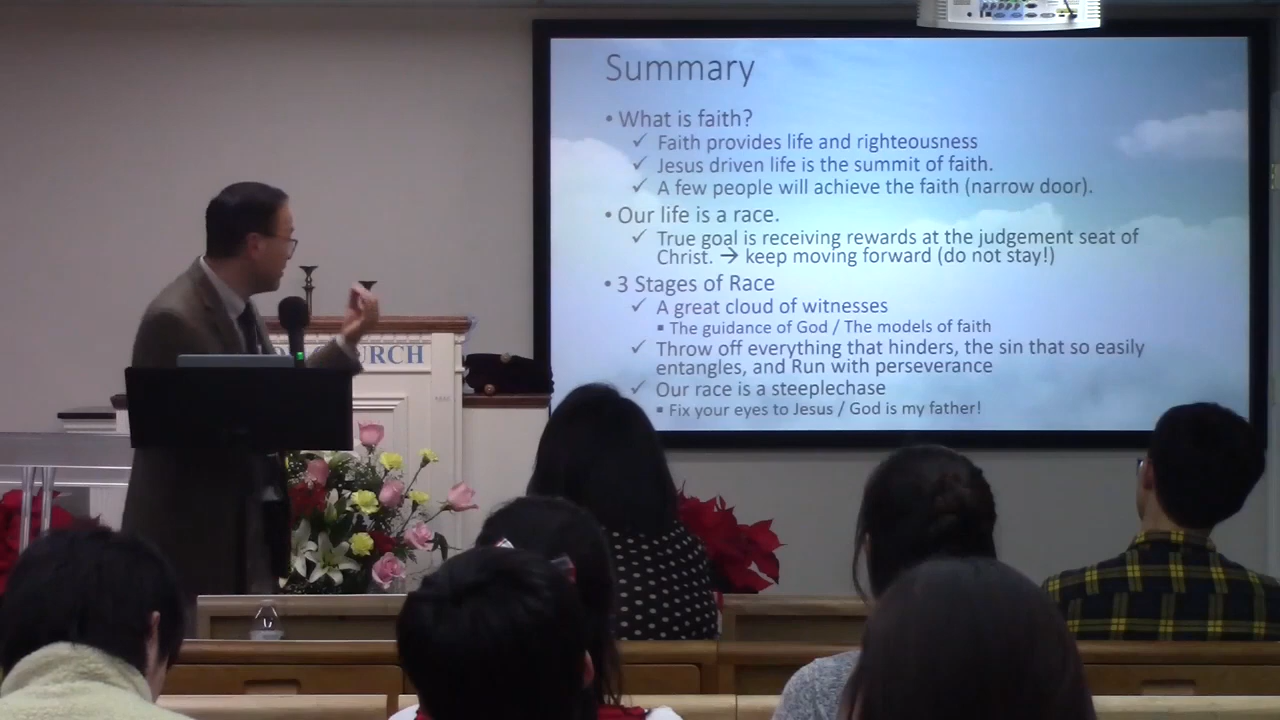 Summary
• What is faith?
✓ Faith provides life and righteousness
✓ Jesus driven life is the summit of faith.
✓ A few people will achieve the faith (narrow door).
• Our life is a race.
✓ True goal is receiving rewards at the judgement seat of
Christ. → keep moving forward (do not stay!)
• 3 Stages of Race
✓ A great cloud of witnesses
▪ The guidance of God / The models of faith
✓ Throw off everything that hinders, the sin that so easily
entangles, and Run with perseverance
✓ Our race is a steeplechase
▪ Fix your eyes to Jesus / God is my father!